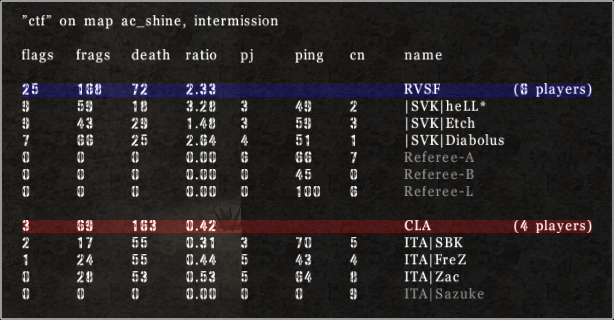 "ctf" on map ac_shine, intermission
flags frags death ratio pj ping cn name
25 168 72 2.33 RVSF (6 players)
9 59 18 3.28 3 49 2 |SVK|heLL*
9 43 29 1.48 3 59 3 |SVK|Etch
7 66 25 2.64 4 51 1 |SVK|Diabolus
0 0 0 0.00 6 66 7 Referee-A
0 0 0 0.00 5 45 0 Referee-B
0 0 0 0.00 5 100 6 Referee-L
3 69 163 0.42 CLA (4 players)
2 17 55 0.31 3 70 5 ITA|SBK
1 24 55 0.44 5 43 4 ITA|FreZ
0 28 53 0.53 5 64 8 ITA|Zac
0 0 0 0.00 0 0 9 ITA|Sazuke